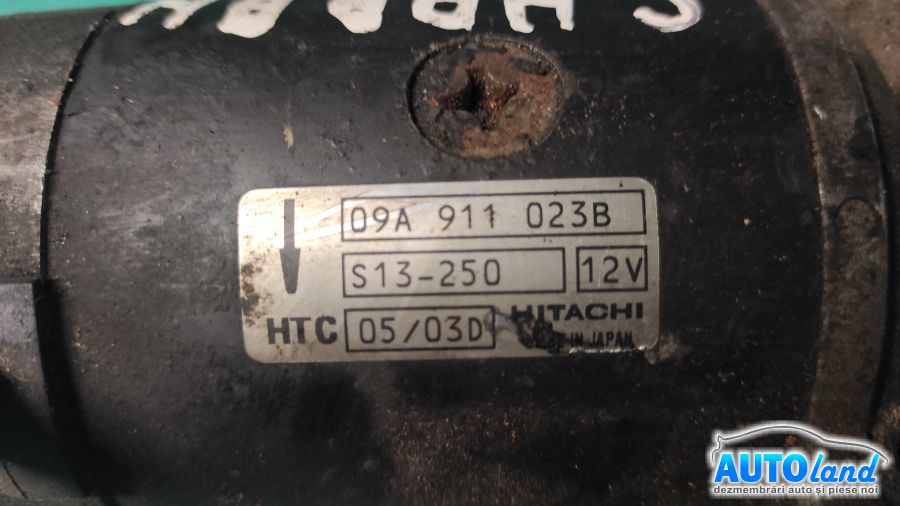 09A 911 023B
S13-250 12V
HTC 05/03D HITACHI
IN JAPAN
AUTOland
dezmembrări auto și piese noi